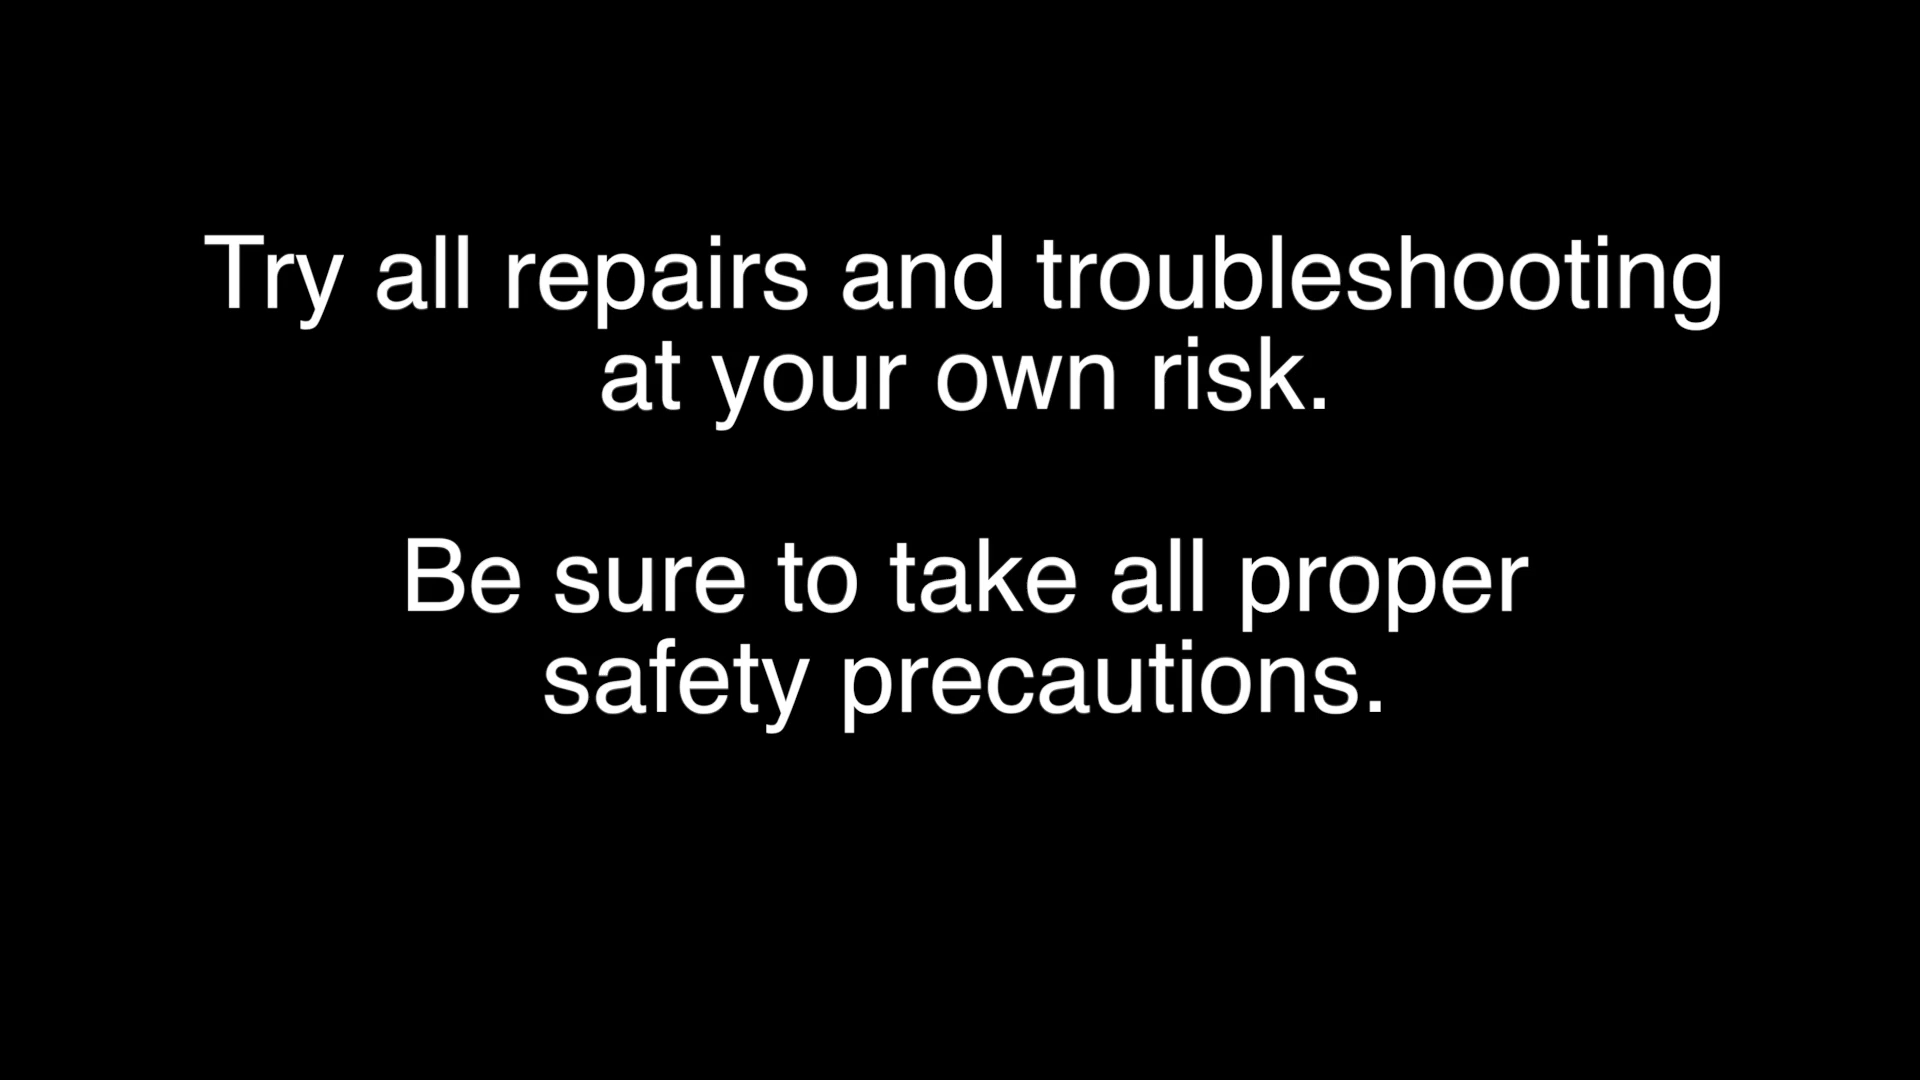 Try all repairs and troubleshooting
at your own risk.
Be sure to take all proper
safety precautions.